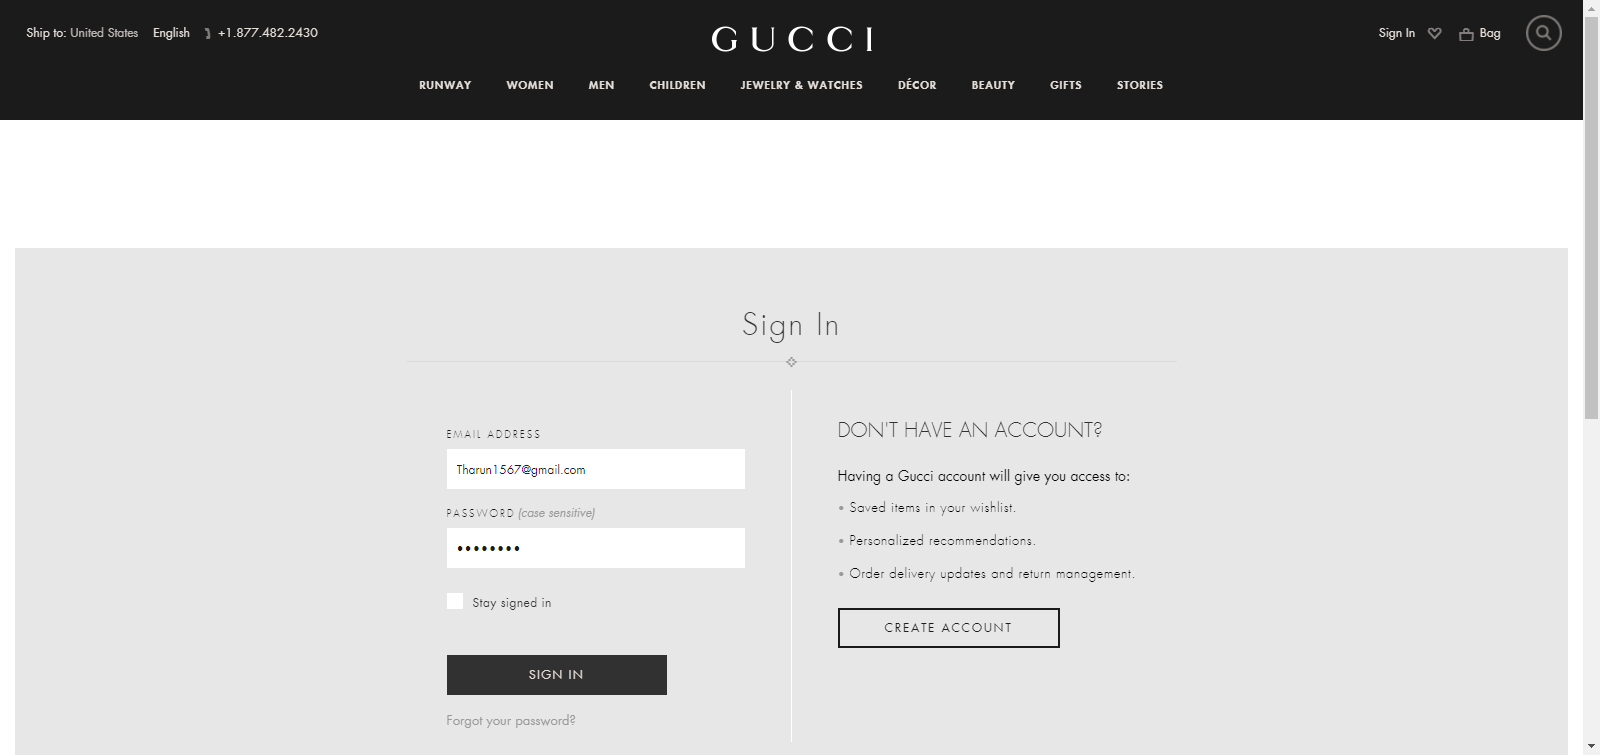 Ship to: United States English +1.877.482.2430
GUCCI
Sign In Bag
RUNWAY WOMEN MEN CHILDREN JEWELRY & WATCHES DÉCOR BEAUTY GIFTS STORIES
Sign In
EMAIL ADDRESS
Tharun1567@gmail.com
PASSWORD (case sensitive)
••••••••
Stay signed in
SIGN IN
Forgot your password?
DON'T HAVE AN ACCOUNT?
Having a Gucci account will give you access to:
• Saved items in your wishlist.
• Personalized recommendations.
• Order delivery updates and return management.
CREATE ACCOUNT